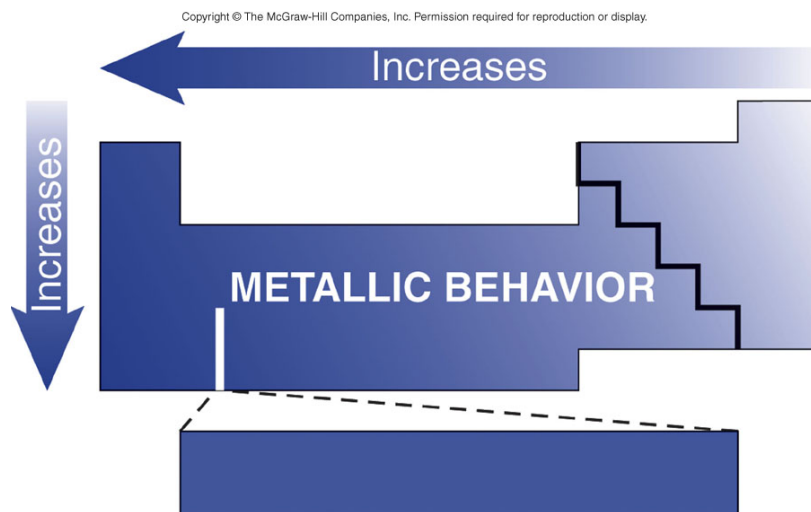 Copyright © The McGraw-Hill Companies, Inc. Permission required for reproduction or display.
Increases
Increases
METALLIC BEHAVIOR